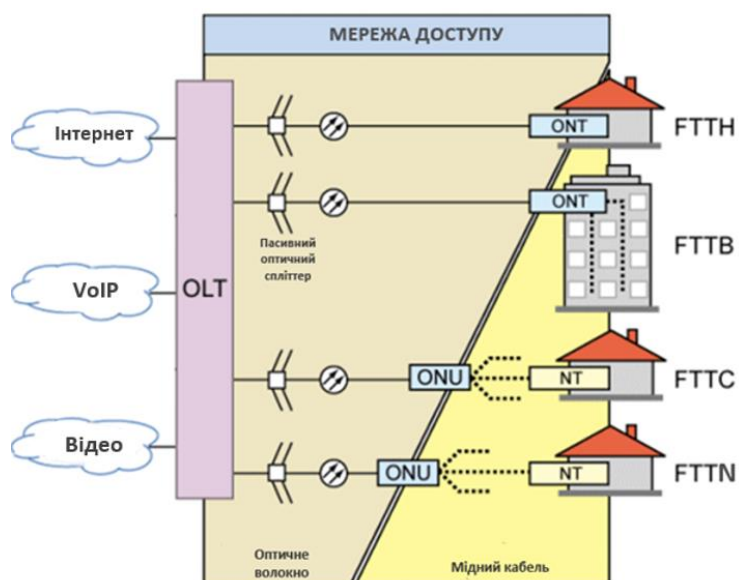 МЕРЕЖА ДОСТУПУ
Інтернет
ONT
FTTH
ONT
Пасивний
оптичний
спліттер
FTTB
VoIP
OLT
ONU
NT
FTTC
Відео
ONU
NT
FTTN
Оптичне
волокно
Мідний кабель